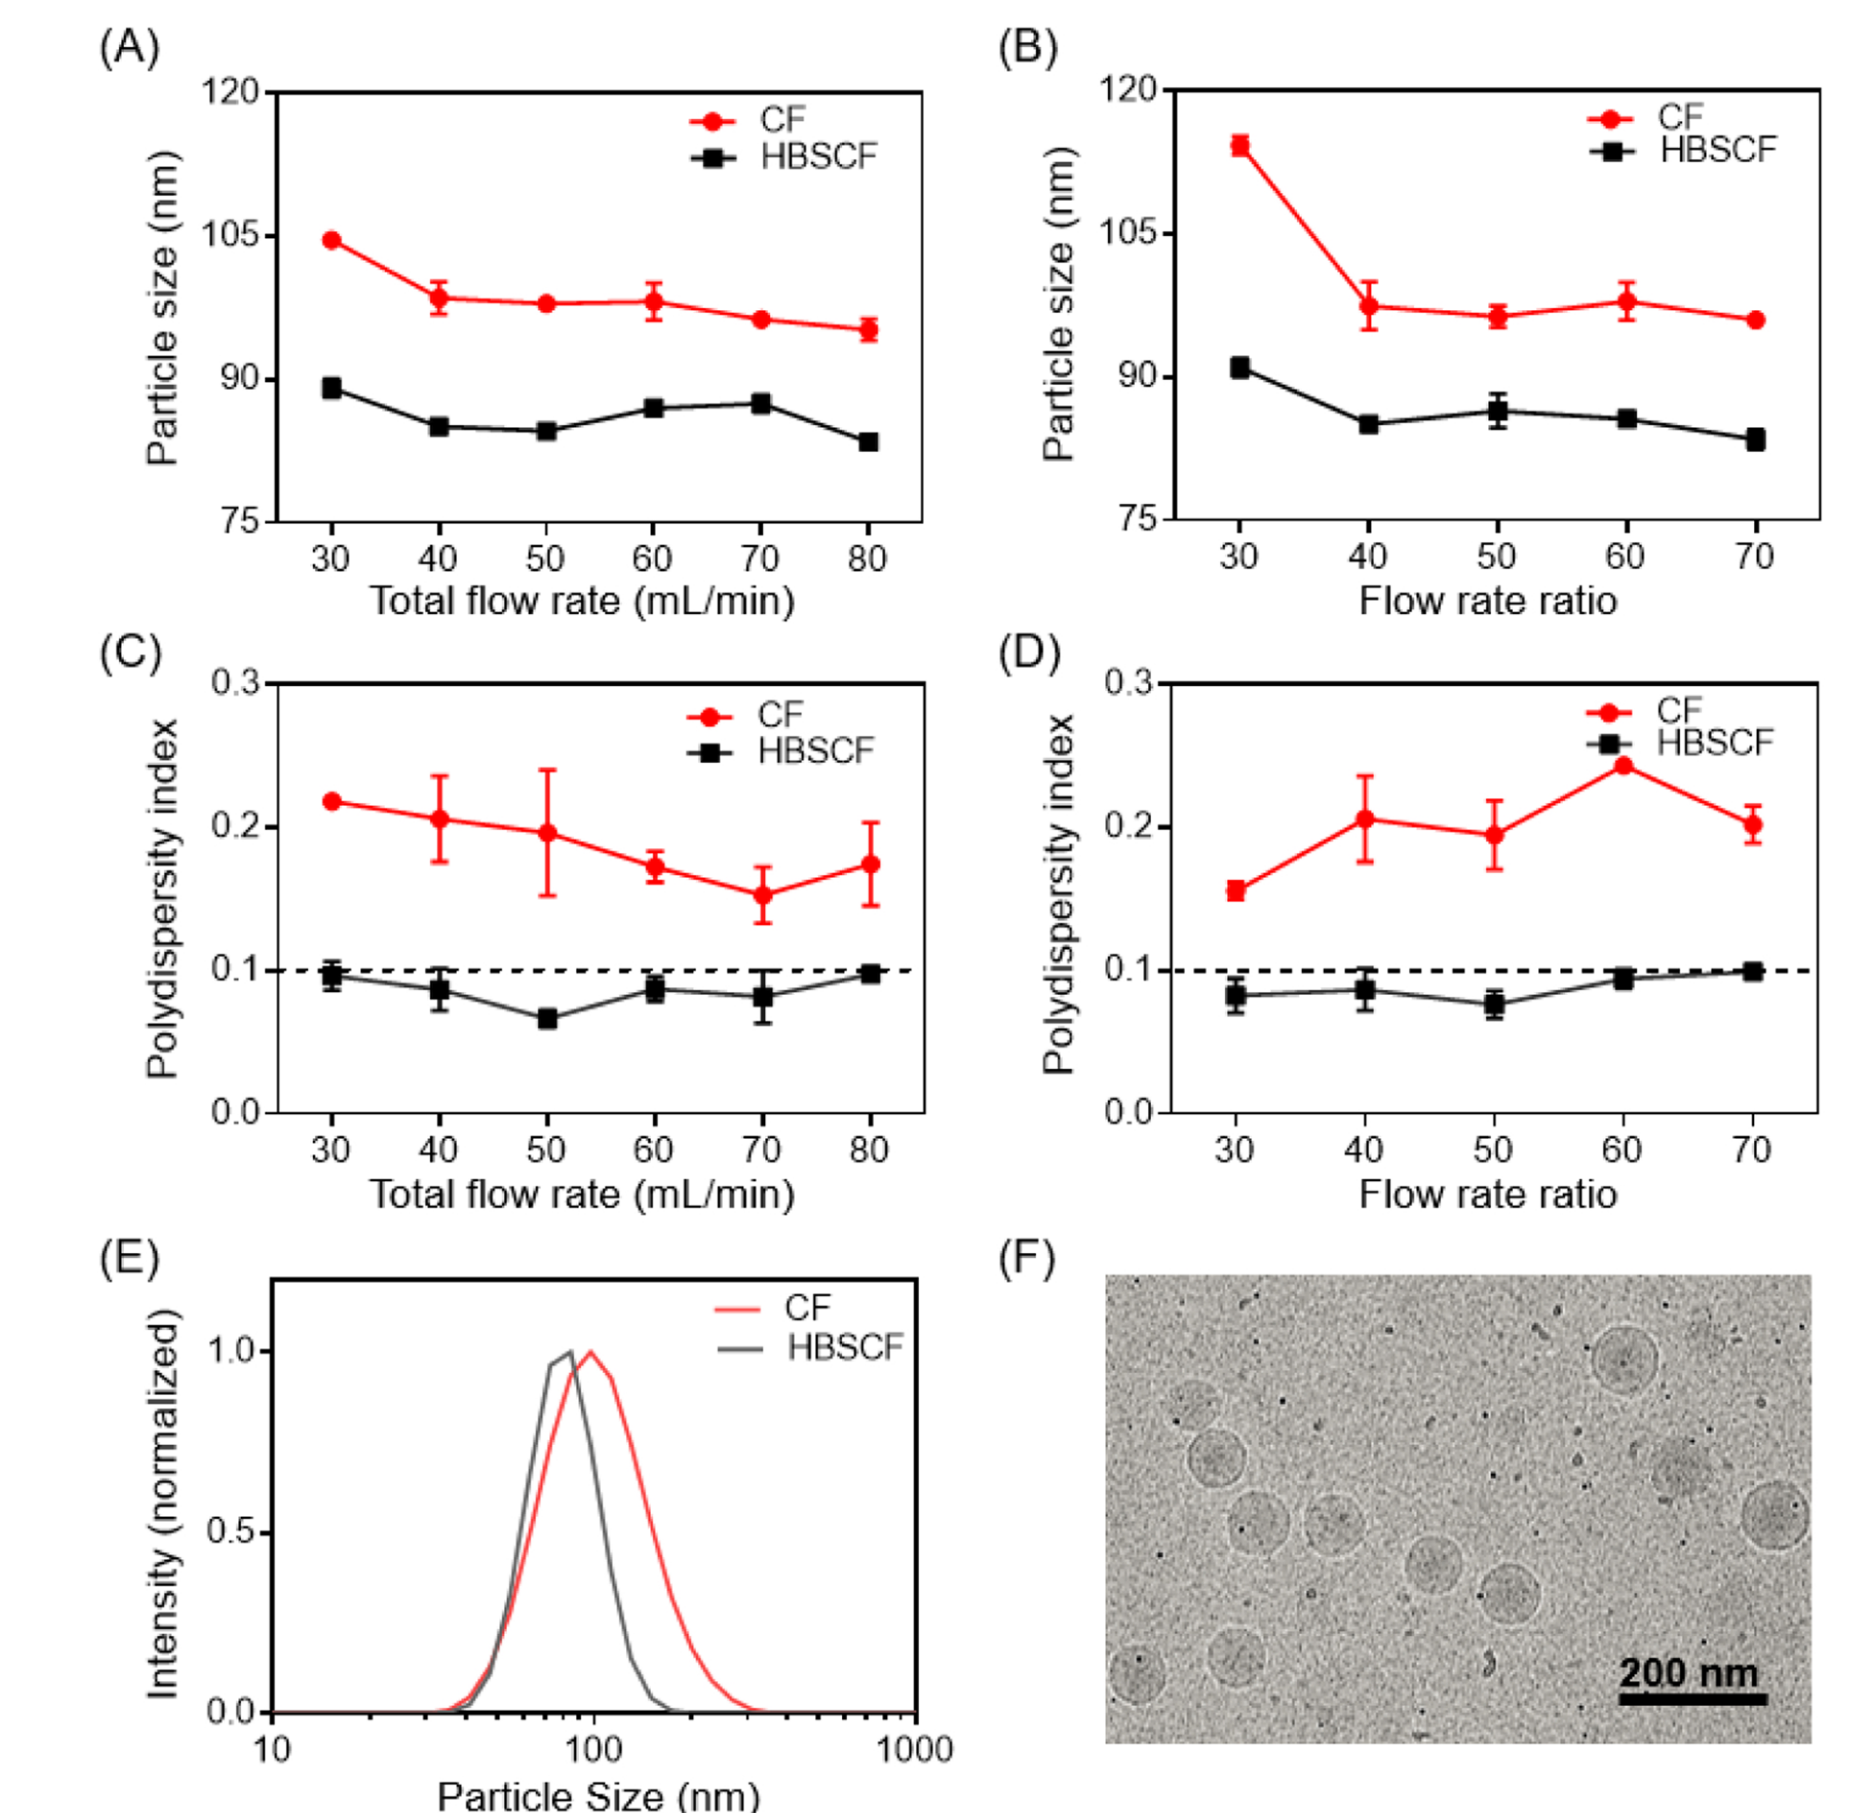 (A)
120
105
90
75
Particle size (nm)
CF
HBSCF
30 40 50 60 70 80
Total flow rate (mL/min)
(B)
120
105
90
75
Particle size (nm)
CF
HBSCF
30 40 50 60 70
Flow rate ratio
(C)
0.3
0.2
0.1
0.0
Polydispersity index
CF
HBSCF
30 40 50 60 70 80
Total flow rate (mL/min)
(D)
0.3
0.2
0.1
0.0
Polydispersity index
CF
HBSCF
30 40 50 60 70
Flow rate ratio
(E)
1.0
0.5
0.0
Intensity (normalized)
CF
HBSCF
10 100 1000
Particle Size (nm)
(F)
200 nm